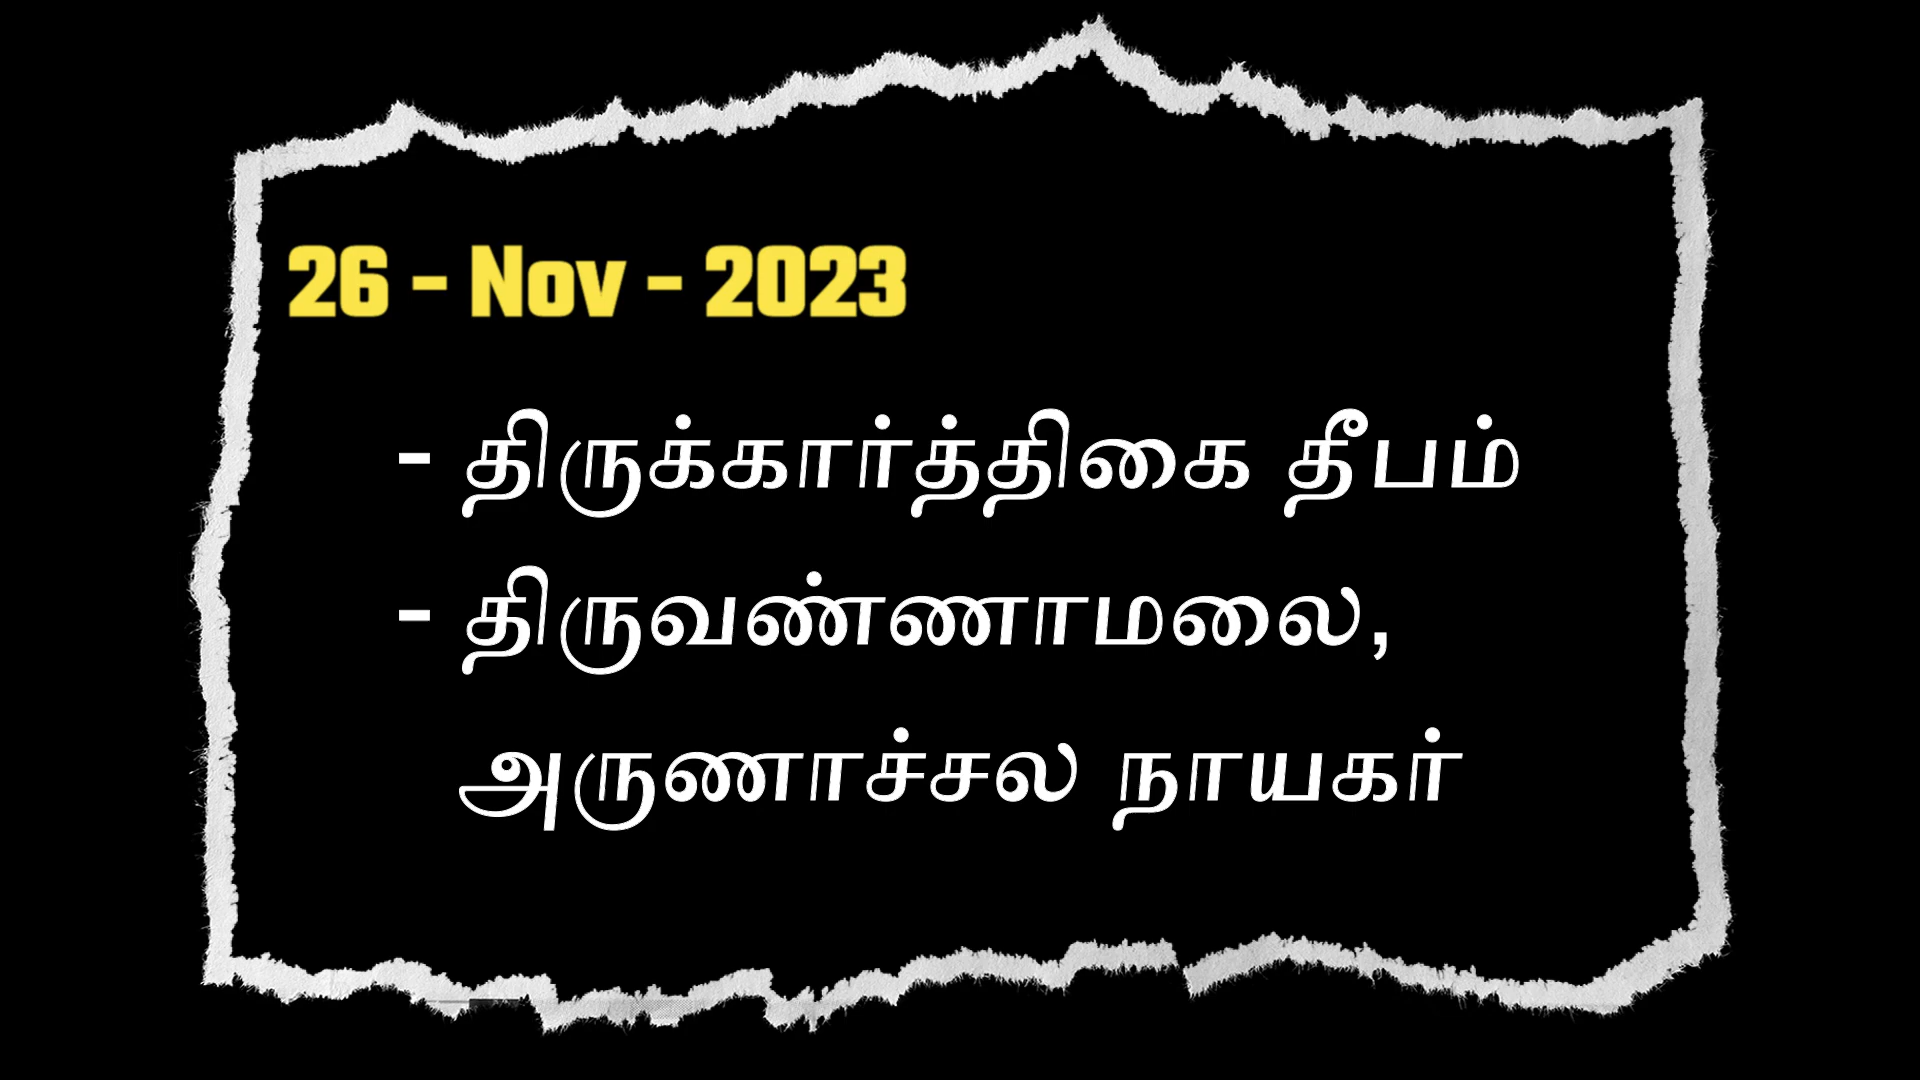 26 - Nov - 2023
- திருக்கார்த்திகை தீபம்
- திருவண்ணாமலை,
அருணாச்சல நாயகர்